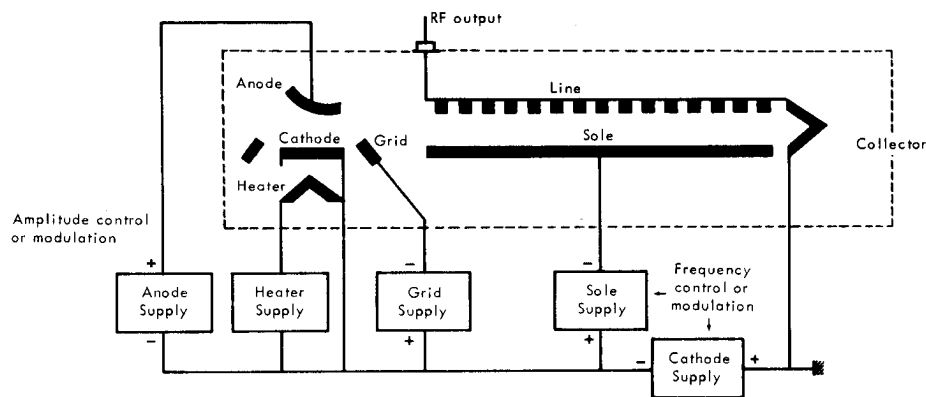 RF output
Anode
Line
Cathode
Grid
Sole
Collector
Heater
Amplitude control
or modulation
Frequency
control or
modulation
+
−
−
Anode
Supply
Heater
Supply
Grid
Supply
Sole
Supply
−
+
+
−
+
Cathode
Supply